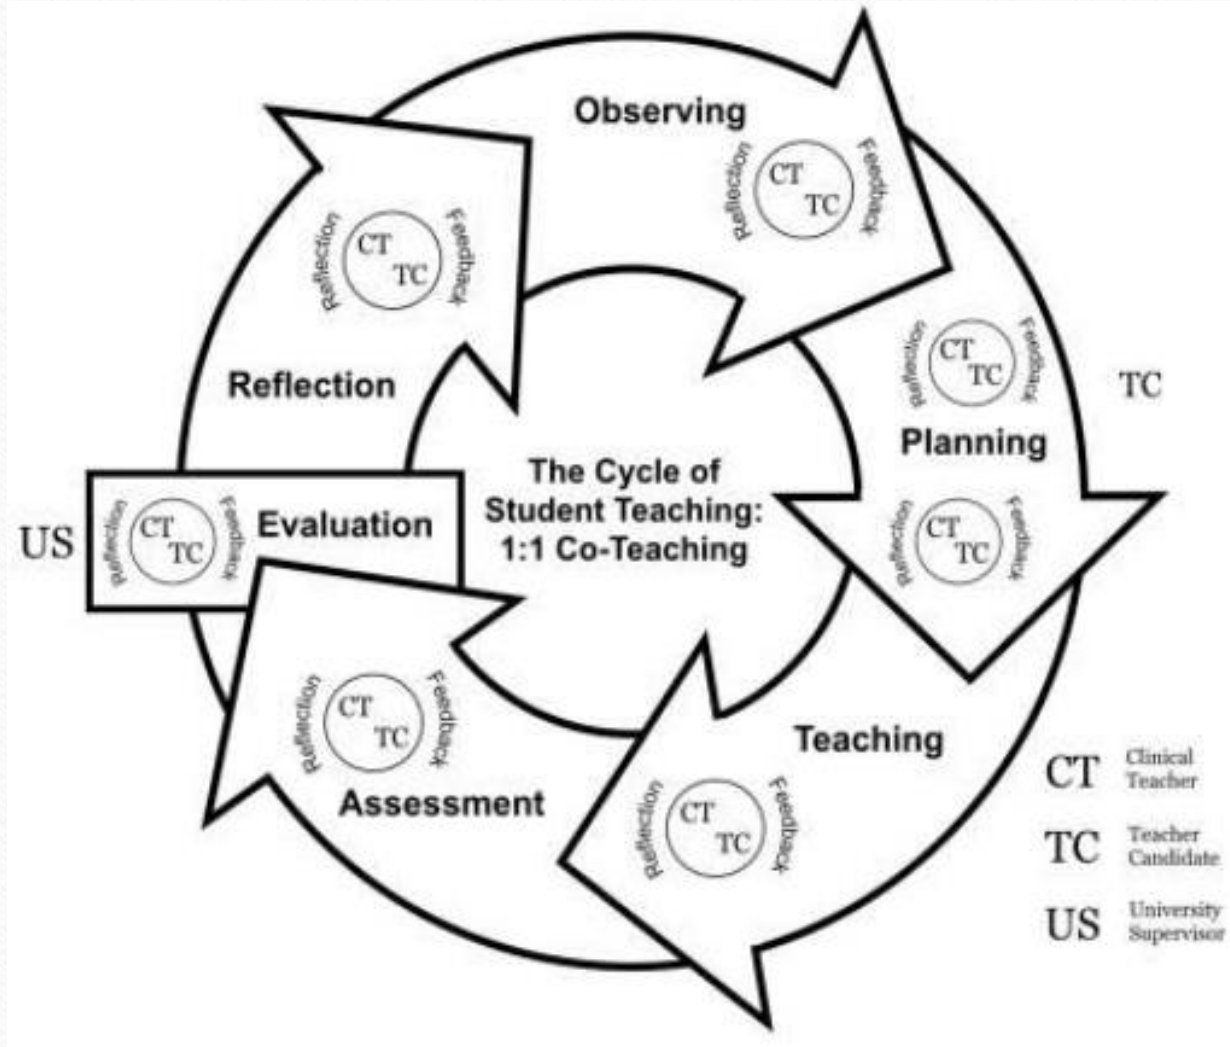 Observing
Reflection
CT
TC
Feedback
Reflection
CT
TC
Feedback
Reflection
Reflection
CT
TC
Feedback
Planning
Reflection
CT
TC
Feedback
TC
The Cycle of
Student Teaching:
1:1 Co-Teaching
US
Reflection
CT
TC
Feedback
Evaluation
Reflection
CT
TC
Feedback
Assessment
Teaching
Reflection
CT
TC
Feedback
CT Clinical
Teacher
TC Teacher
Candidate
US University
Supervisor